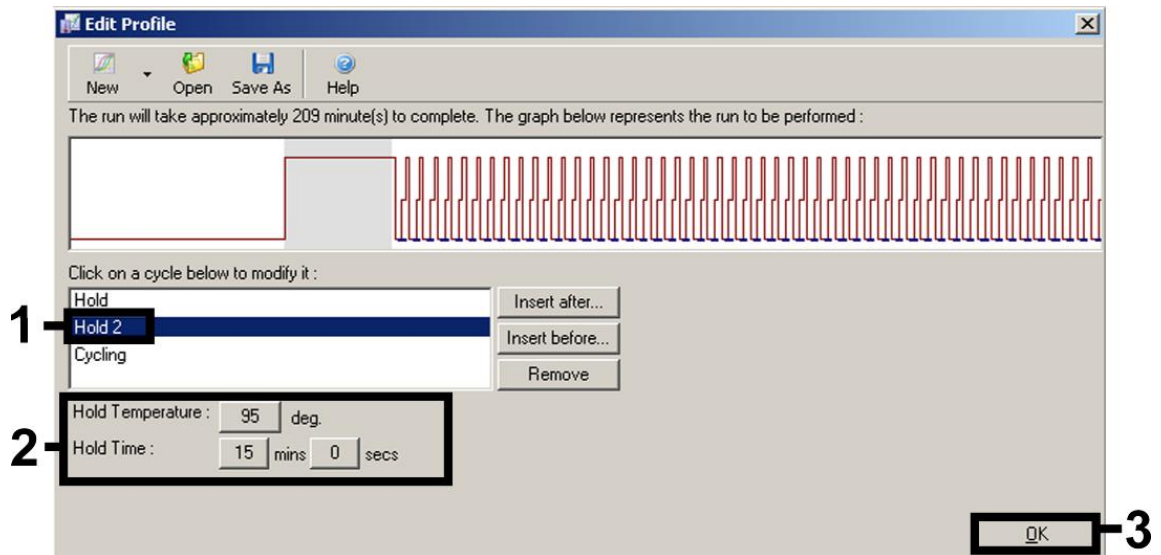 Edit Profile
New Open Save As Help
The run will take approximately 209 minute(s) to complete. The graph below represents the run to be performed :
Click on a cycle below to modify it :
Hold
Insert after...
1
Hold 2
Insert before...
Cycling
Remove
2
Hold Temperature : 95 deg.
Hold Time : 15 mins 0 secs
OK
3